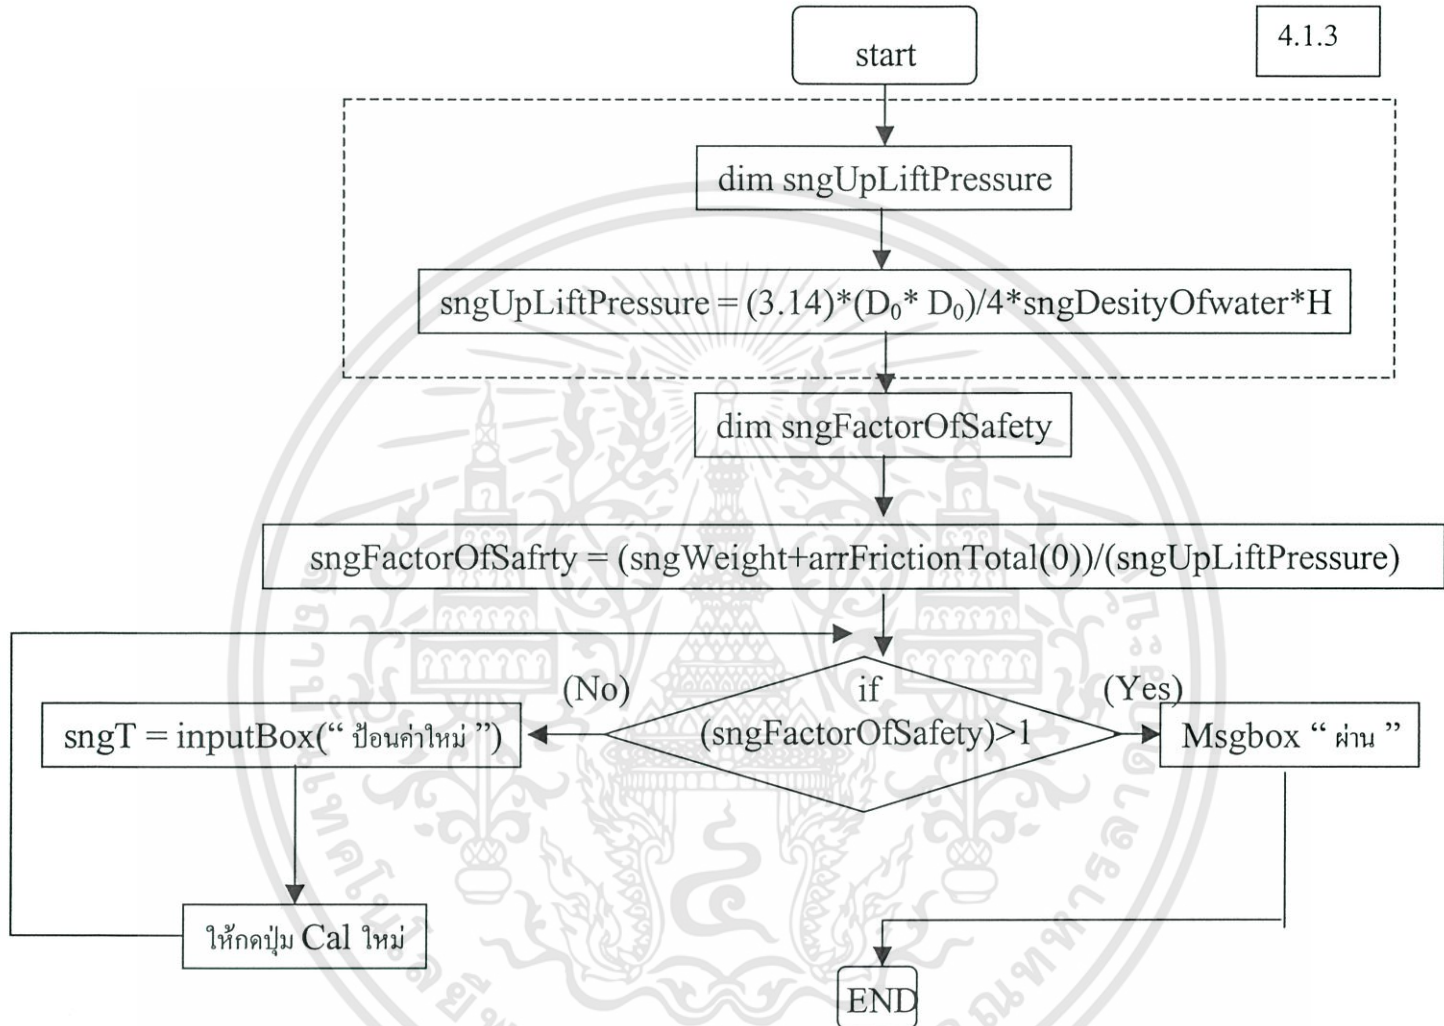 start
4.1.3
dim sngUpLiftPressure
sngUpLiftPressure = (3.14)*(D₀* D₀)/4*sngDesityOfwater*H
dim sngFactorOfSafety
sngFactorOfSafrty = (sngWeight+arrFrictionTotal(0))/(sngUpLiftPressure)
(No)
if
(Yes)
sngT = inputBox(“ ป้อนค่าใหม่ ”)
(sngFactorOfSafety)>1
Msgbox “ ผ่าน ”
ให้กดปุ่ม Cal ใหม่
END